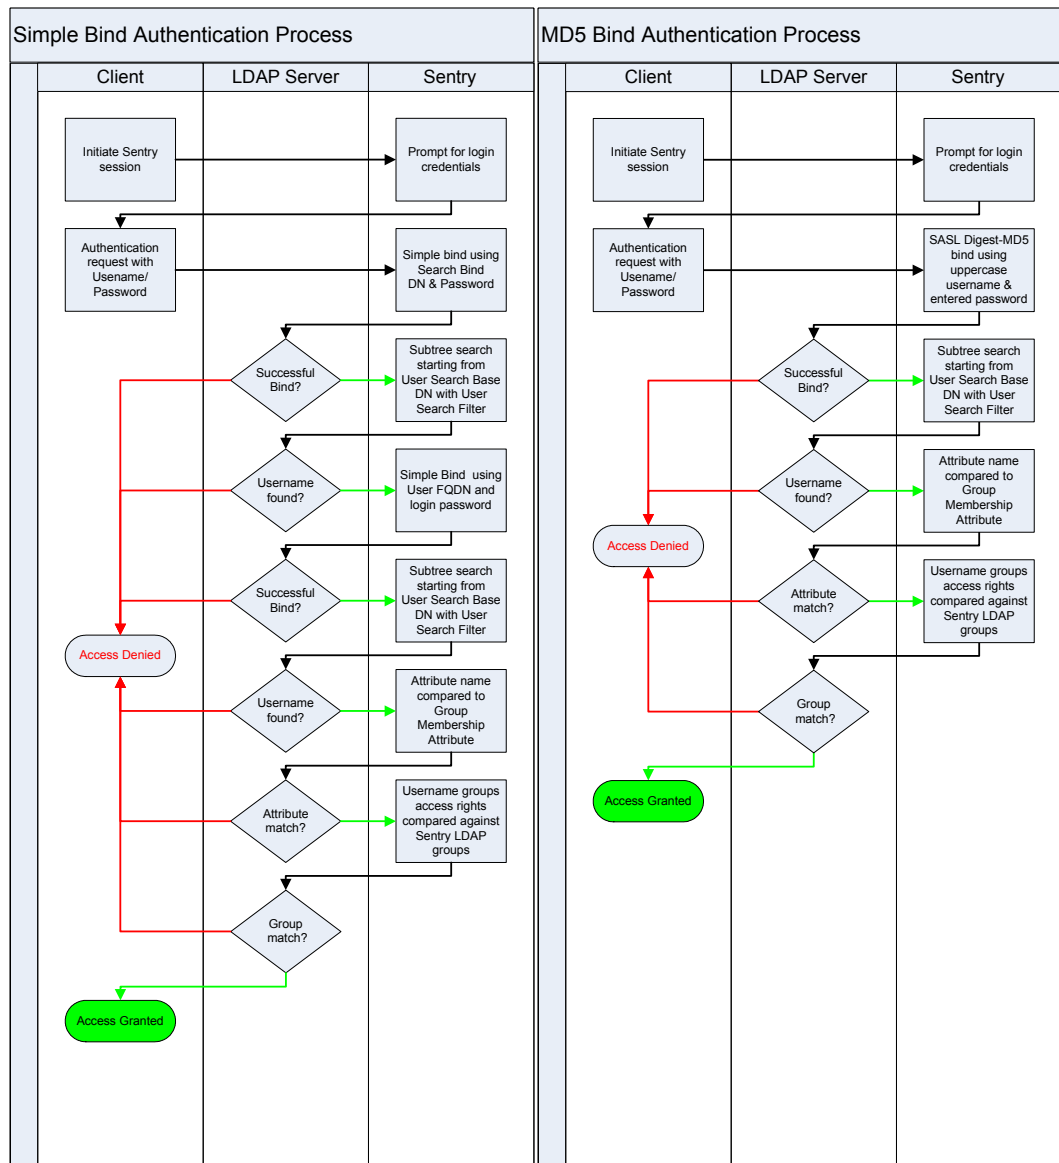 Simple Bind Authentication Process
Client
LDAP Server
Sentry
Initiate Sentry
session
Prompt for login
credentials
Authentication
request with
Usename/
Password
Simple bind using
Search Bind
DN & Password
Successful
Bind?
Subtree search
starting from
User Search Base
DN with User
Search Filter
Username
found?
Simple Bind using
User FQDN and
login password
Successful
Bind?
Subtree search
starting from
User Search Base
DN with User
Search Filter
Access Denied
Username
found?
Attribute name
compared to
Group
Membership
Attribute
Attribute
match?
Username groups
access rights
compared against
Sentry LDAP
groups
Group
match?
Access Granted
MD5 Bind Authentication Process
Client
LDAP Server
Sentry
Initiate Sentry
session
Prompt for login
credentials
Authentication
request with
Usename/
Password
SASL Digest-MD5
bind using
uppercase
username &
entered password
Successful
Bind?
Subtree search
starting from
User Search Base
DN with User
Search Filter
Username
found?
Attribute name
compared to
Group
Membership
Attribute
Access Denied
Attribute
match?
Username groups
access rights
compared against
Sentry LDAP
groups
Group
match?
Access Granted